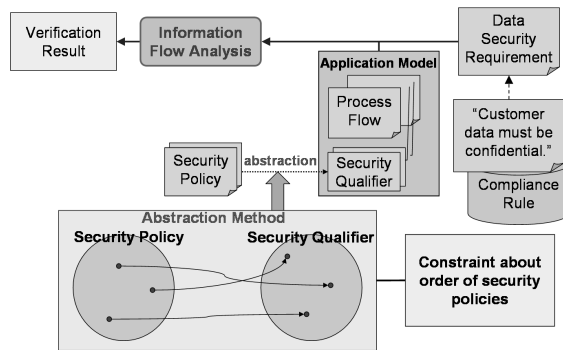 Verification
Result
Information
Flow Analysis
Data
Security
Requirement
Application Model
Process
Flow
Security
Qualifier
"Customer
data must be
confidential."
Compliance
Rule
Security
Policy
abstraction
Abstraction Method
Security Policy
Security Qualifier
Constraint about
order of security
policies